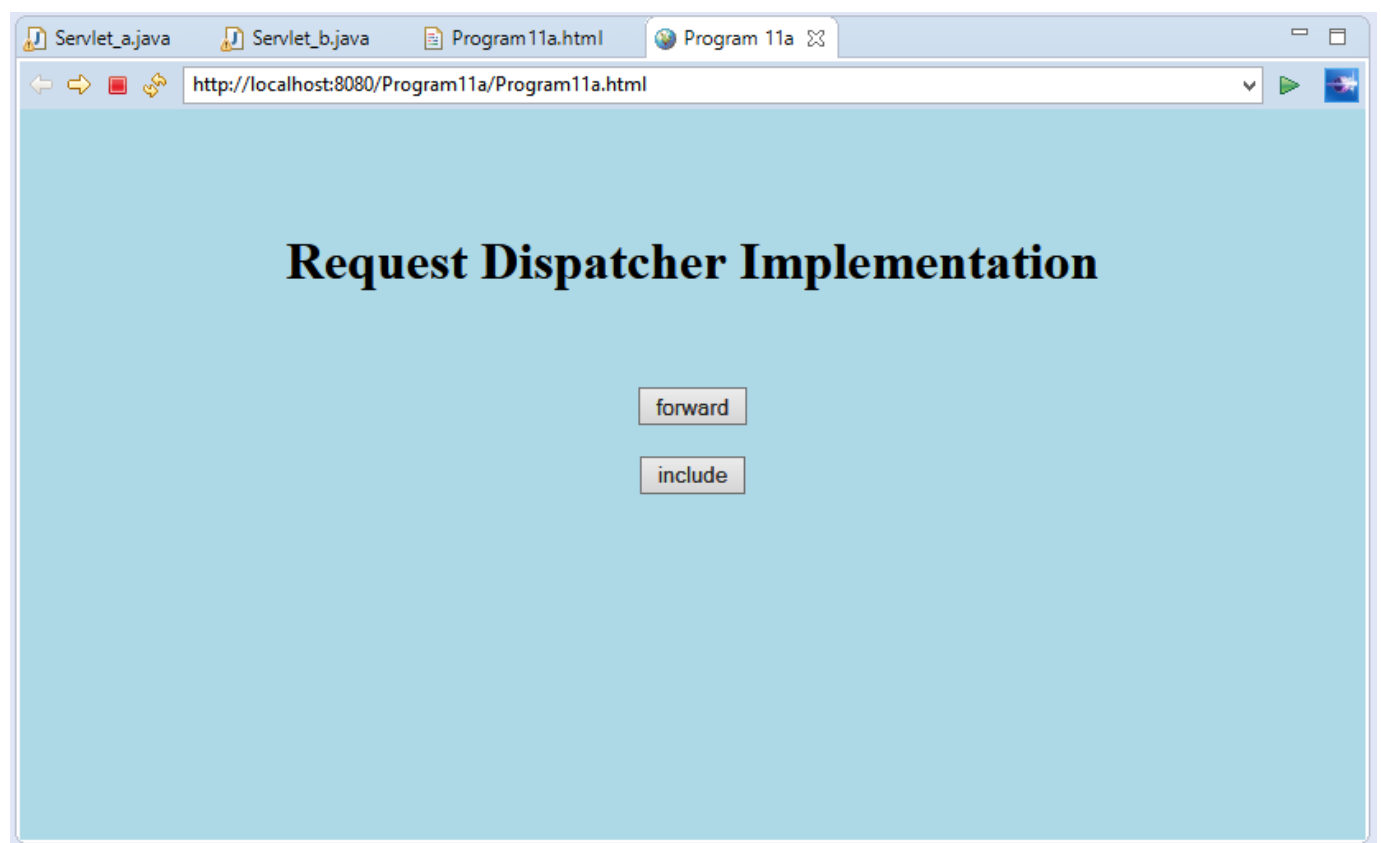 Servlet_a.java Servlet_b.java Program11a.html Program 11a
http://localhost:8080/Program11a/Program11a.html
Request Dispatcher Implementation
forward
include